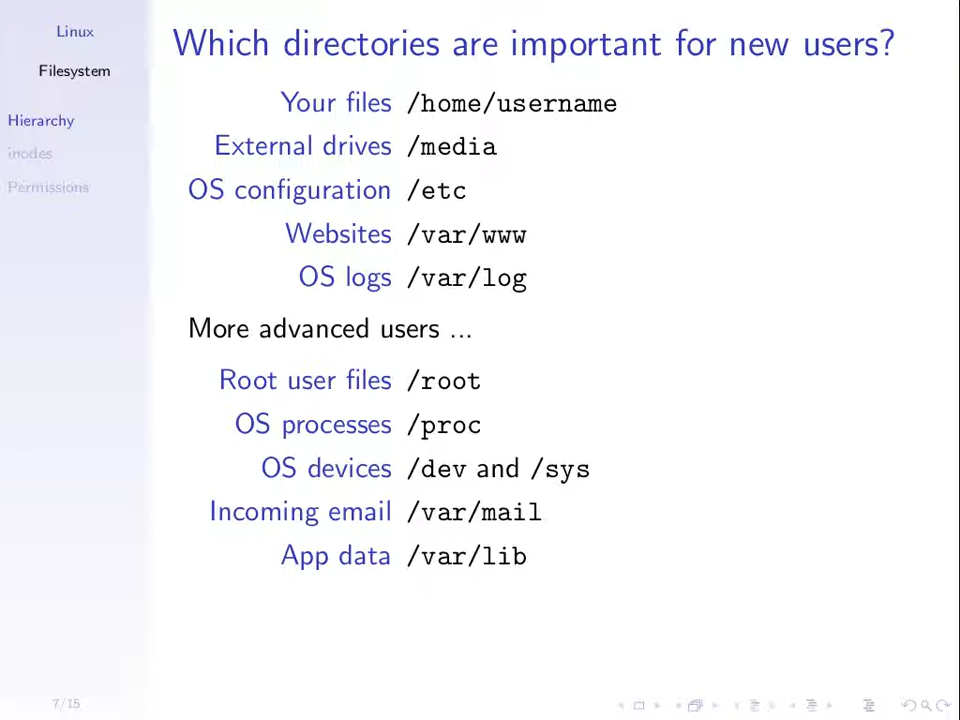 Linux
Filesystem
Hierarchy
inodes
Permissions
Which directories are important for new users?
Your files /home/username
External drives /media
OS configuration /etc
Websites /var/www
OS logs /var/log
More advanced users ...
Root user files /root
OS processes /proc
OS devices /dev and /sys
Incoming email /var/mail
App data /var/lib
7/15